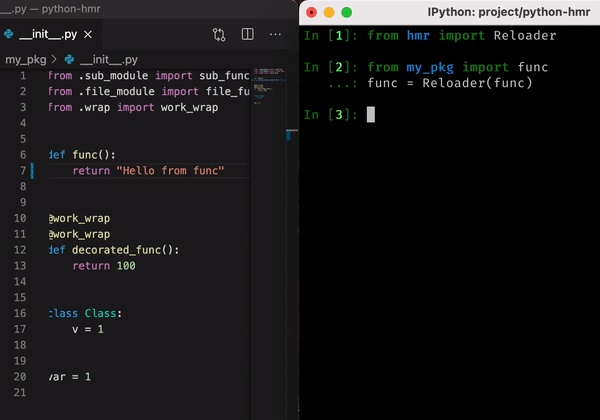 __.py — python-hmr
__init__.py ×
my_pkg > __init__.py
1 from .sub_module import sub_func
2 from .file_module import file_fu
3 from .wrap import work_wrap
4
5
6 def func():
7 return "Hello from func"
8
9
10 @work_wrap
11 @work_wrap
12 def decorated_func():
13 return 100
14
15
16 class Class:
17 v = 1
18
19
20 var = 1
21
IPython: project/python-hmr
In [1]: from hmr import Reloader
In [2]: from my_pkg import func
...: func = Reloader(func)
In [3]: